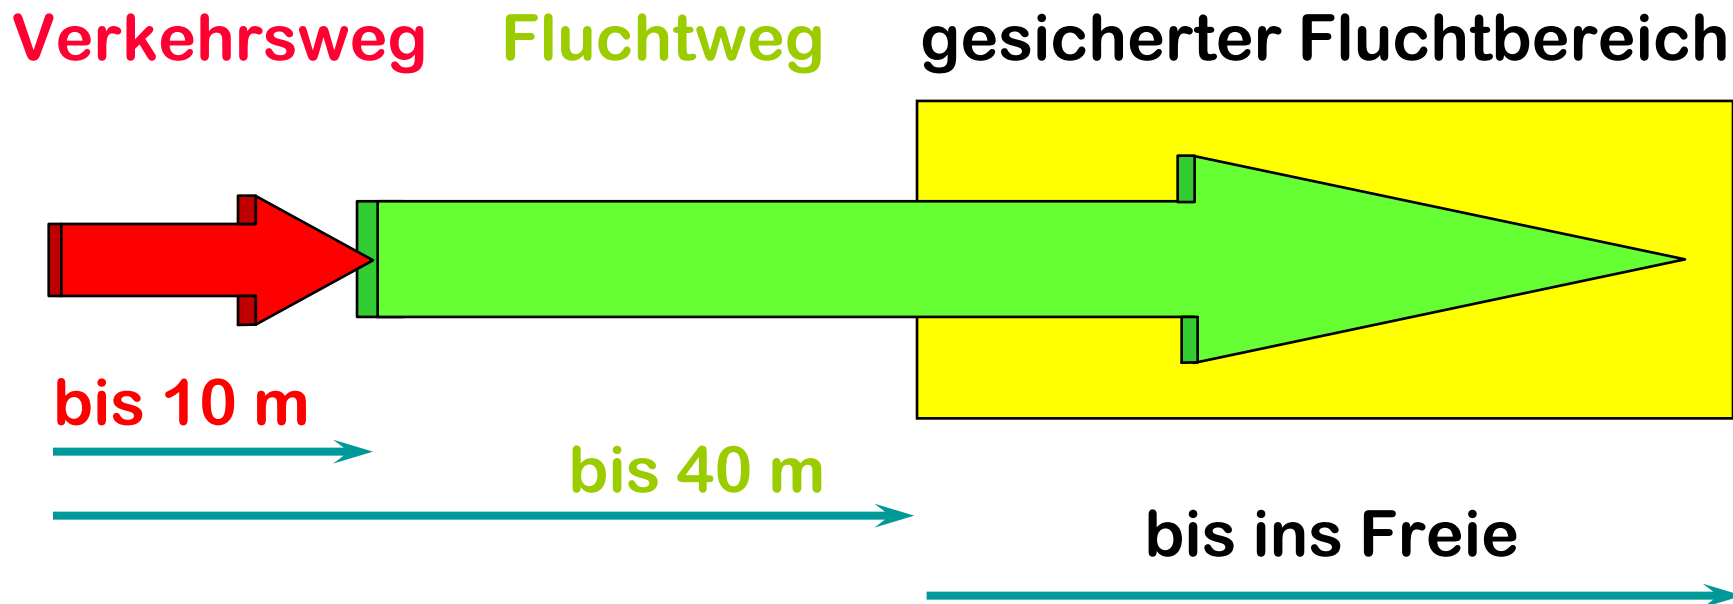 Verkehrsweg Fluchtweg gesicherter Fluchtbereich
bis 10 m
bis 40 m
bis ins Freie